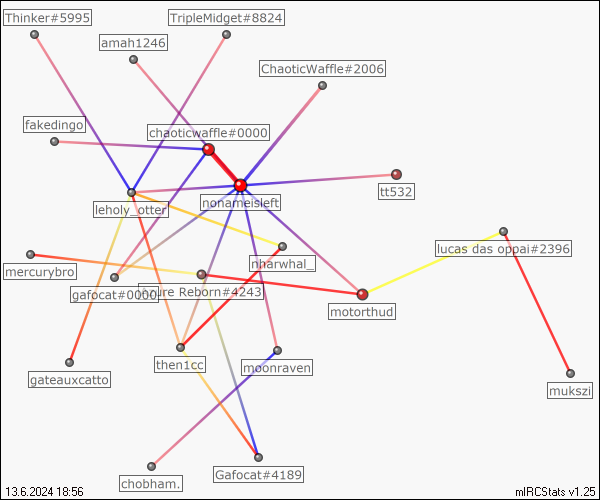 Thinker#5995
TripleMidget#8824
amah1246
ChaoticWaffle#2006
fakedingo
chaoticwaffle#0000
tt532
nonameisleft
leholy_otter
lucas das oppai#2396
nharwhal_
mercurybro
gafocat#0000
Reborn#4243
motorthud
then1cc
moonraven
gateauxcatto
mukszi
Gafocat#4189
chobham.
13.6.2024 18:56
mIRCStats v1.25